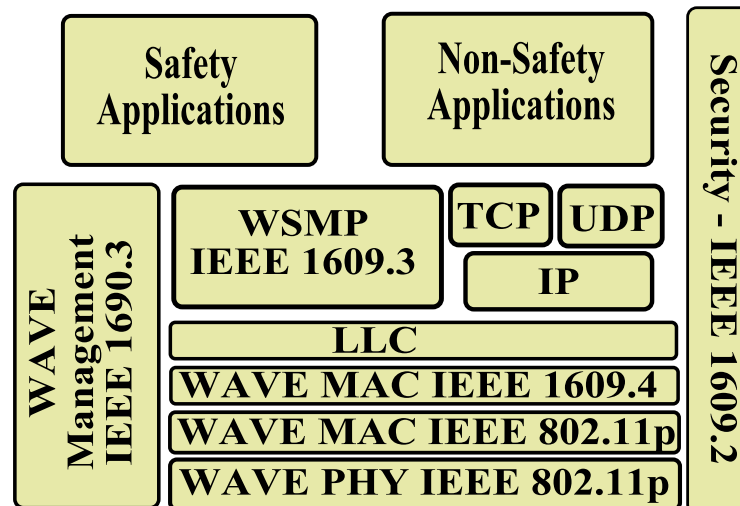 Safety
Applications
Non-Safety
Applications
Security - IEEE 1609.2
WAVE
Management
IEEE 1690.3
WSMP
IEEE 1609.3
TCP
UDP
IP
LLC
WAVE MAC IEEE 1609.4
WAVE MAC IEEE 802.11p
WAVE PHY IEEE 802.11p